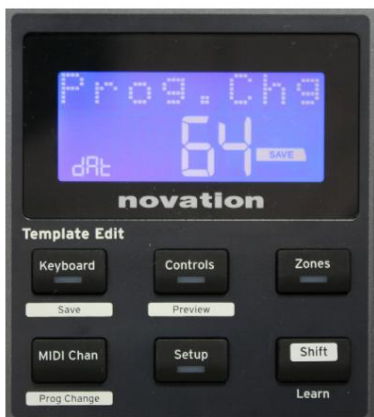 Prog.Chg
dAt 64 SAVE
novation
Template Edit
Keyboard Controls Zones
Save Preview
MIDI Chan Setup Shift
Prog Change Learn